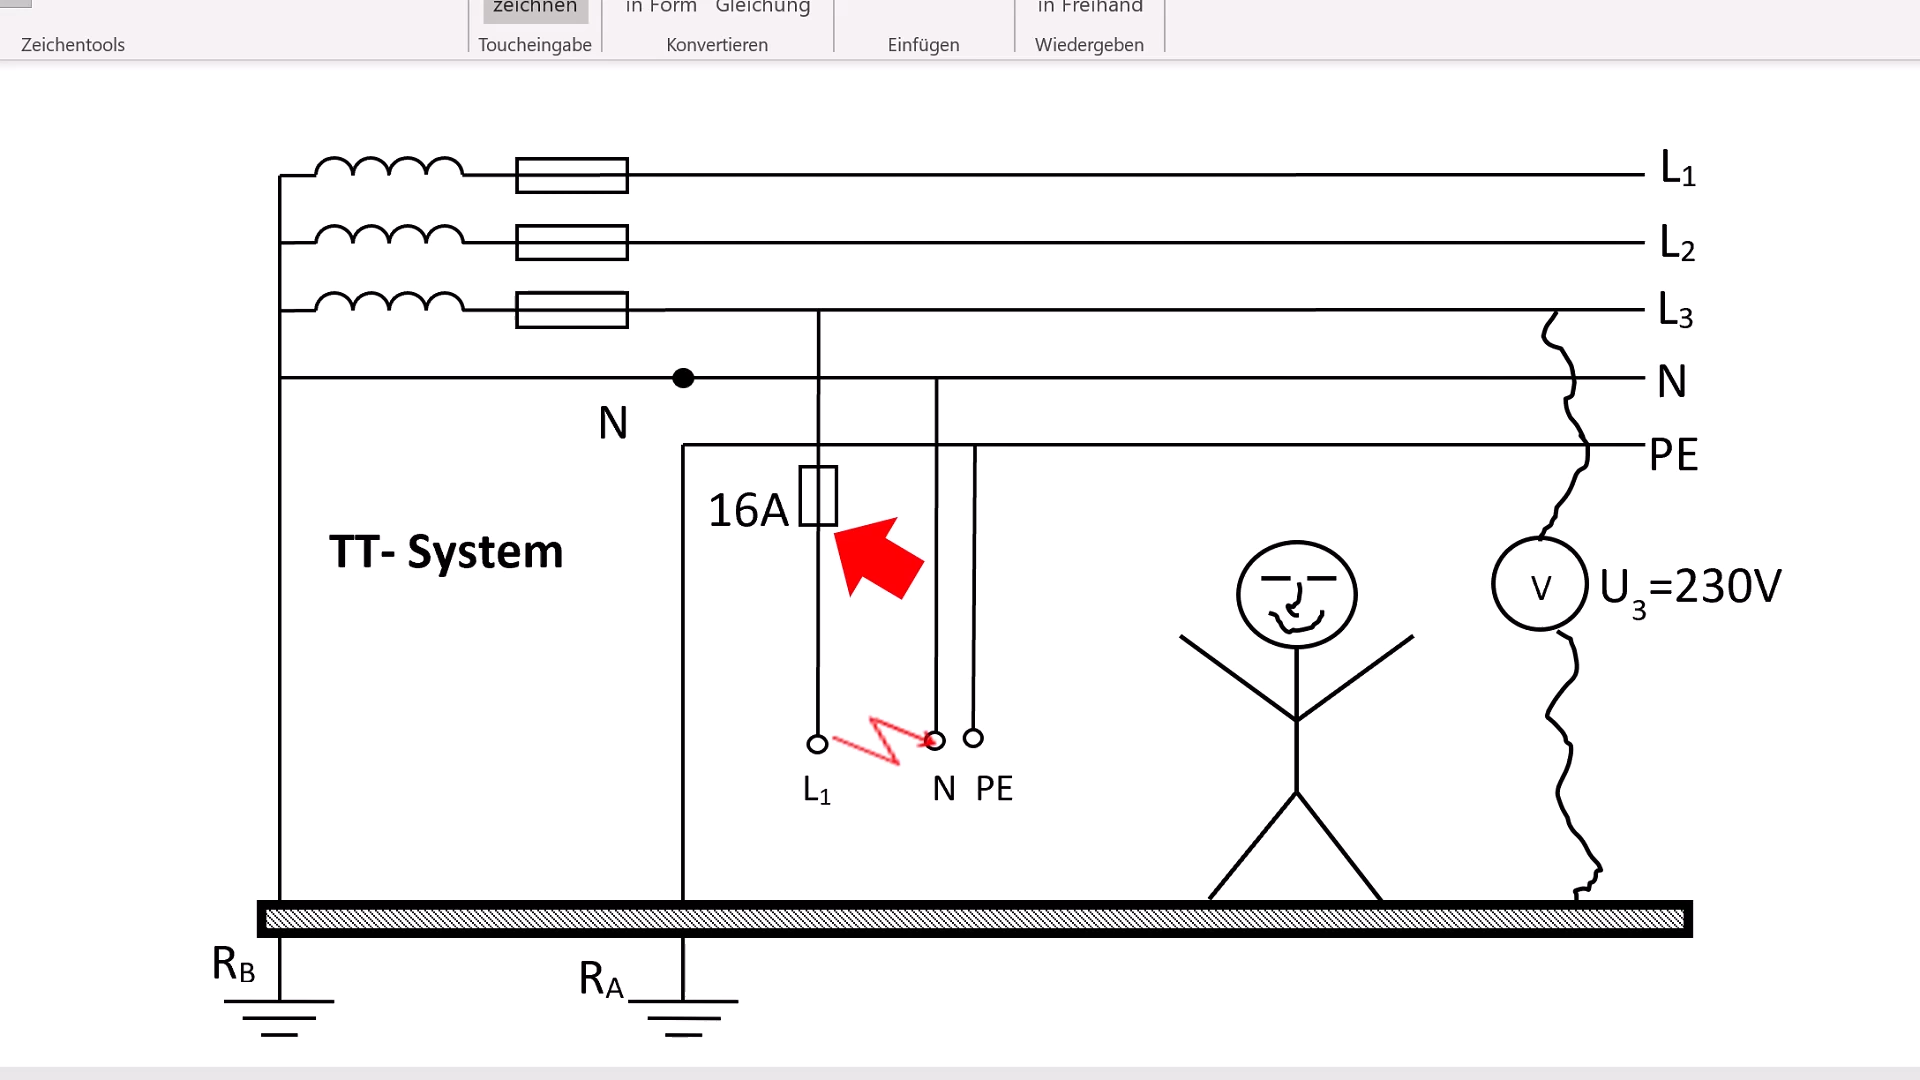 zeichnen in Form Gleichung in Freihand
Zeichentools Toucheingabe Konvertieren Einfügen Wiedergeben
L1
L2
L3
N
N
PE
16A
TT- System
V U3=230V
L1 N PE
RB RA